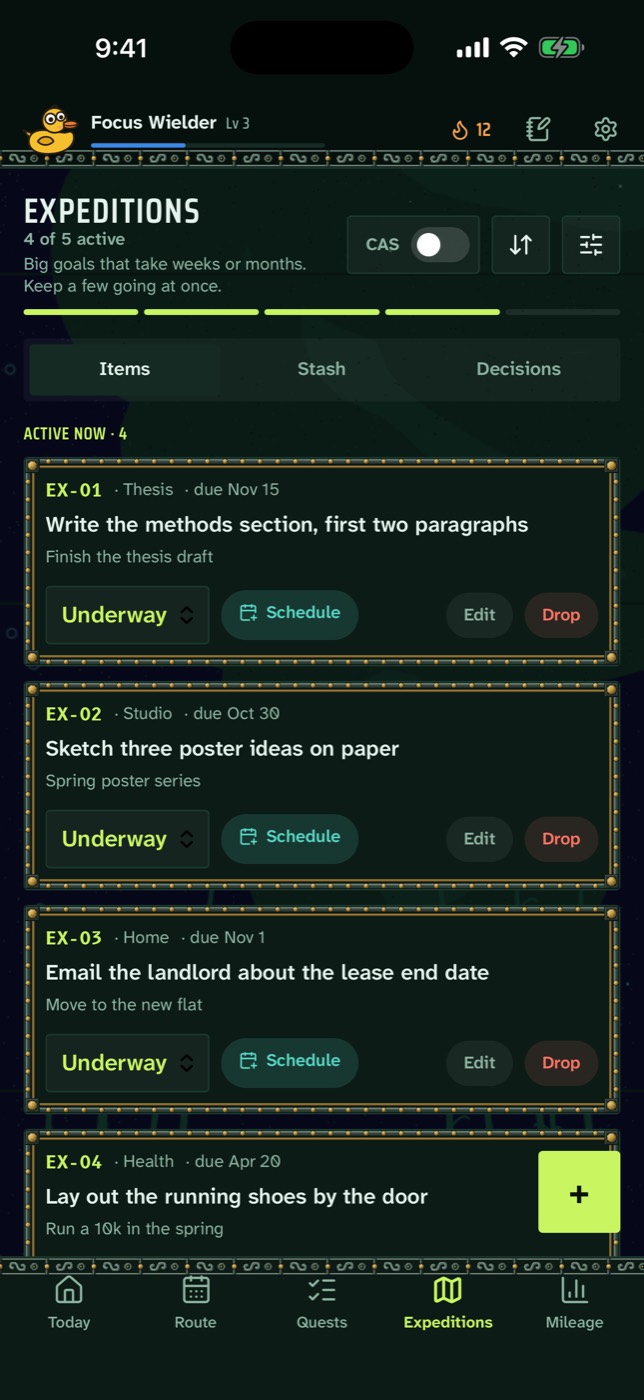 9:41
Focus Wielder Lv 3
12
EXPEDITIONS
4 of 5 active
Big goals that take weeks or months.
Keep a few going at once.
CAS
Items Stash Decisions
ACTIVE NOW · 4
EX-01 · Thesis · due Nov 15
Write the methods section, first two paragraphs
Finish the thesis draft
Underway Schedule Edit Drop
EX-02 · Studio · due Oct 30
Sketch three poster ideas on paper
Spring poster series
Underway Schedule Edit Drop
EX-03 · Home · due Nov 1
Email the landlord about the lease end date
Move to the new flat
Underway Schedule Edit Drop
EX-04 · Health · due Apr 20
Lay out the running shoes by the door
Run a 10k in the spring
+
Today Route Quests Expeditions Mileage